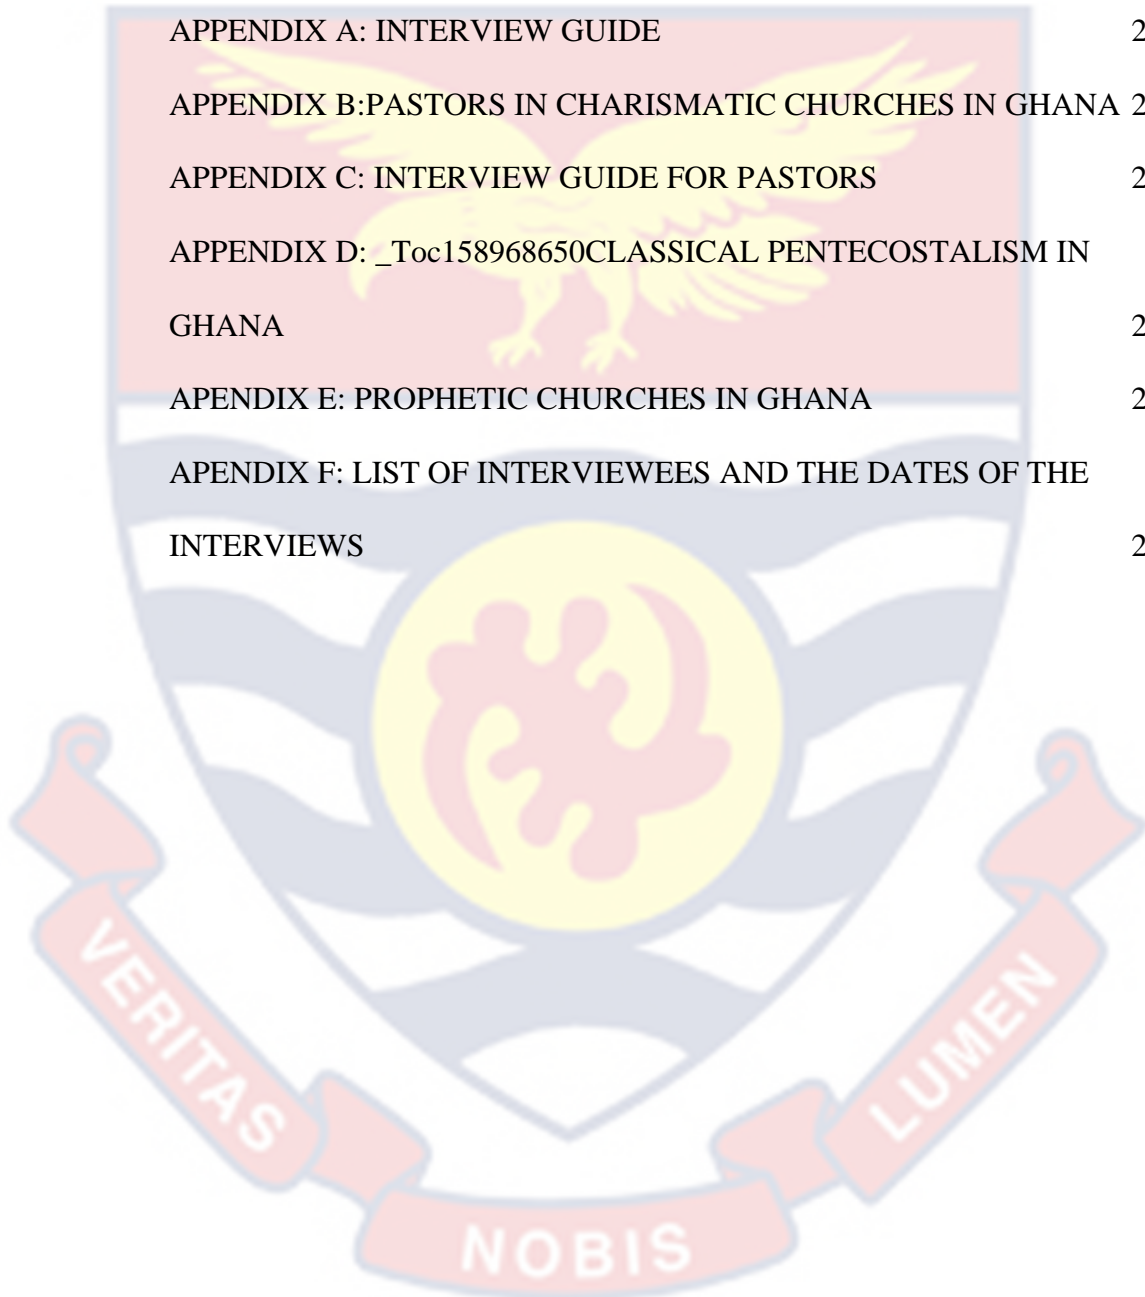 APPENDIX A: INTERVIEW GUIDE 2
APPENDIX B:PASTORS IN CHARISMATIC CHURCHES IN GHANA 2
APPENDIX C: INTERVIEW GUIDE FOR PASTORS 2
APPENDIX D: _Toc158968650CLASSICAL PENTECOSTALISM IN
GHANA 2
APENDIX E: PROPHETIC CHURCHES IN GHANA 2
APENDIX F: LIST OF INTERVIEWEES AND THE DATES OF THE
INTERVIEWS 2
VERITAS
NOBIS
LUMEN